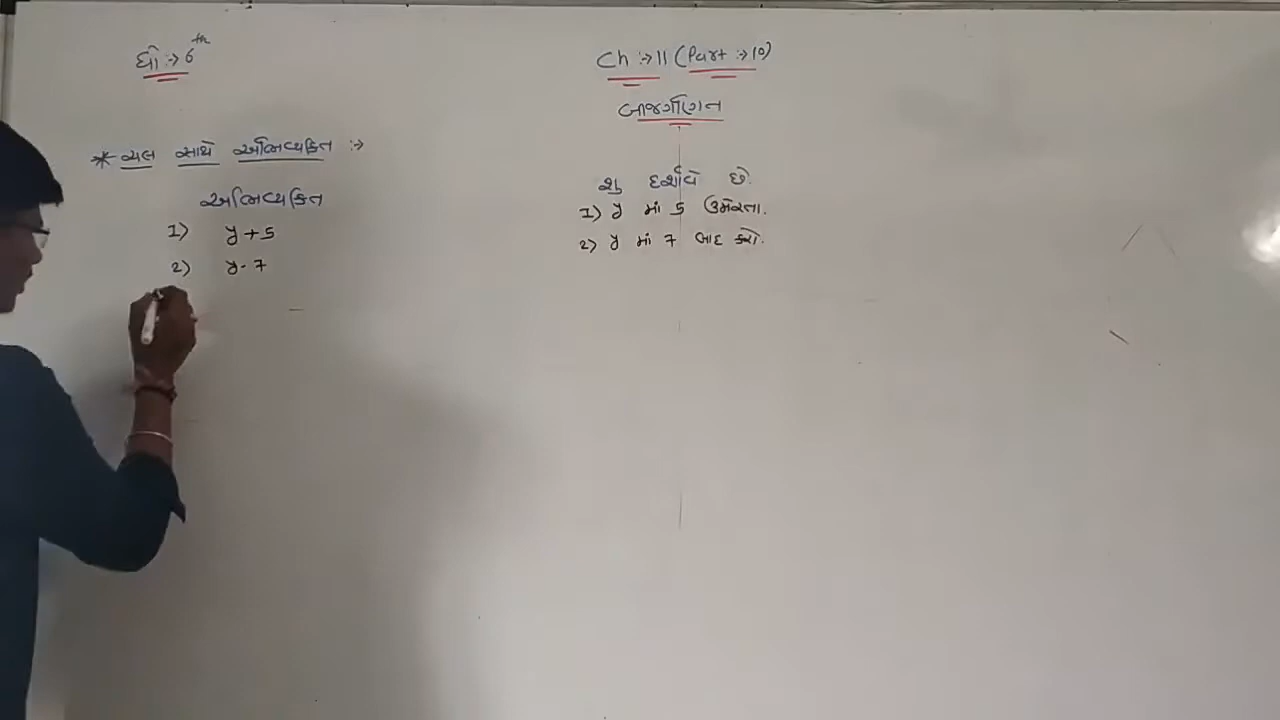 ધો :→ 6th
Ch :→ 11 (Part :→ 10)
બીજગણિત
* ચલ સાથે અભિવ્યક્તિ :→
અભિવ્યક્તિ
1) y + 5
2) y - 7
શુ દર્શાવે છે.
1) y માં 5 ઉમેરતા.
2) y માં 7 બાદ કરો.